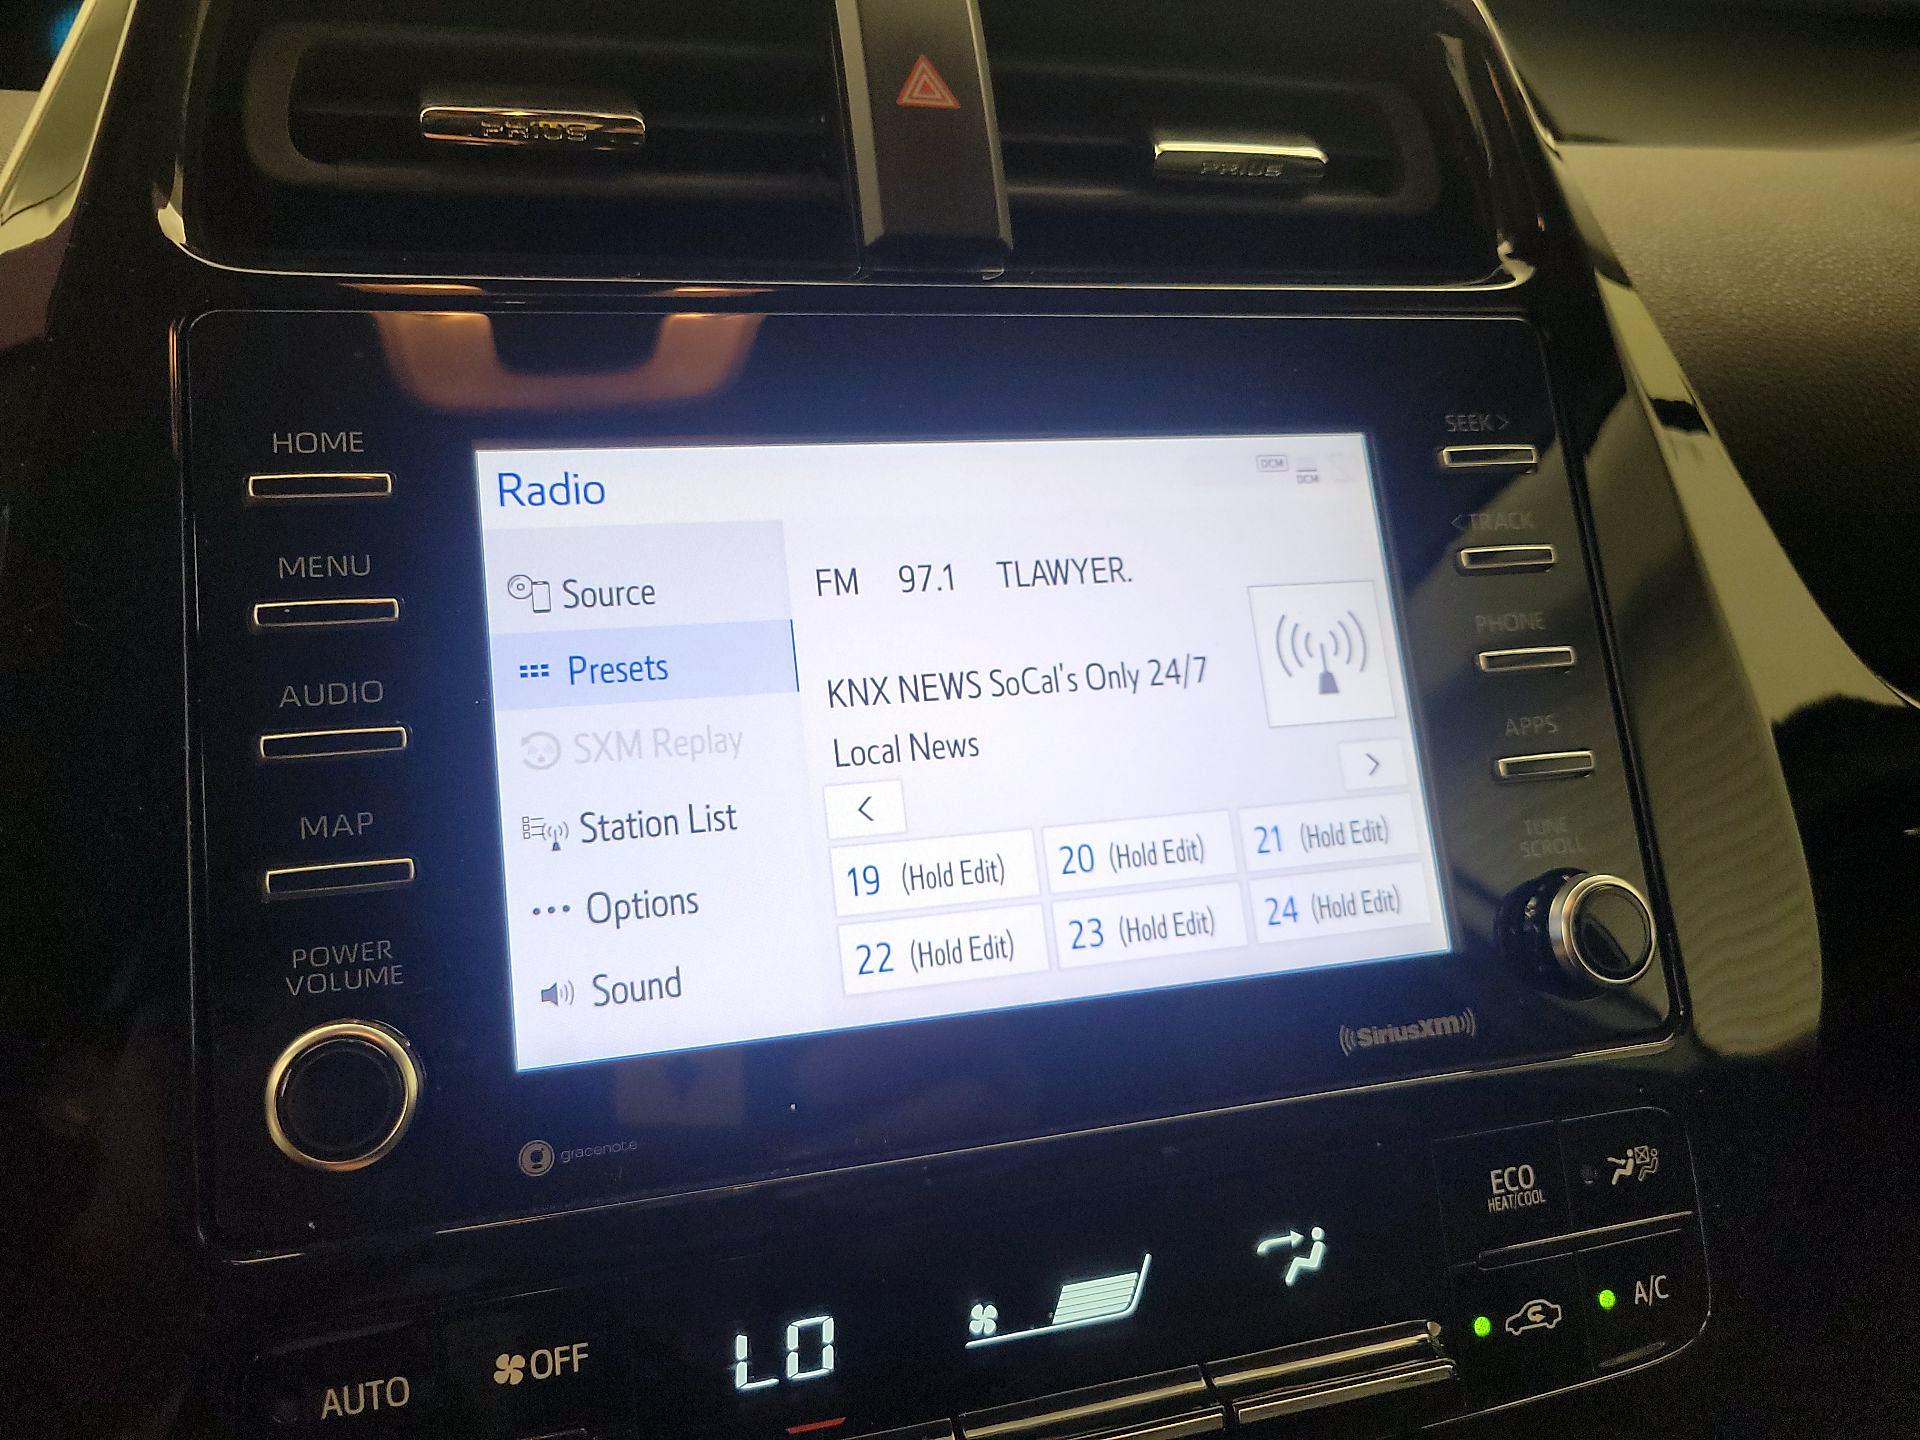 PRIUS
PRIUS
HOME
MENU
AUDIO
MAP
POWER
VOLUME
Radio
DCM
DCM
Source
Presets
SXM Replay
Station List
Options
Sound
FM 97.1 TLAWYER.
KNX NEWS SoCal's Only 24/7
Local News
<
>
19 (Hold Edit)
20 (Hold Edit)
21 (Hold Edit)
22 (Hold Edit)
23 (Hold Edit)
24 (Hold Edit)
SEEK >
< TRACK
PHONE
APPS
TUNE
SCROLL
SiriusXM
gracenote
ECO
HEAT/COOL
A/C
AUTO
OFF
LO